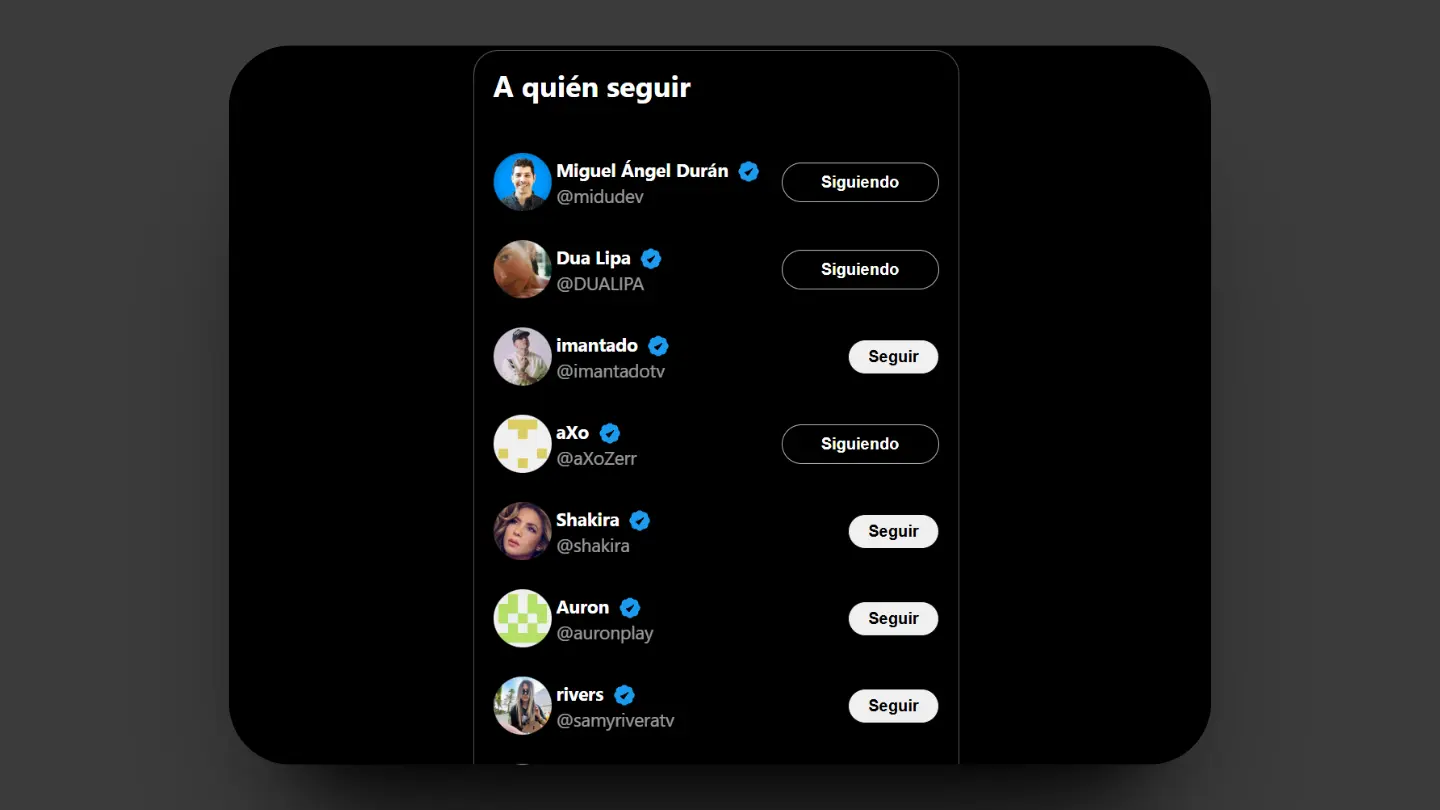 A quién seguir
Miguel Ángel Durán
@midudev
Siguiendo
Dua Lipa
@DUALIPA
Siguiendo
imantado
@imantadotv
Seguir
aXo
@aXoZerr
Siguiendo
Shakira
@shakira
Seguir
Auron
@auronplay
Seguir
rivers
@samyriveratv
Seguir